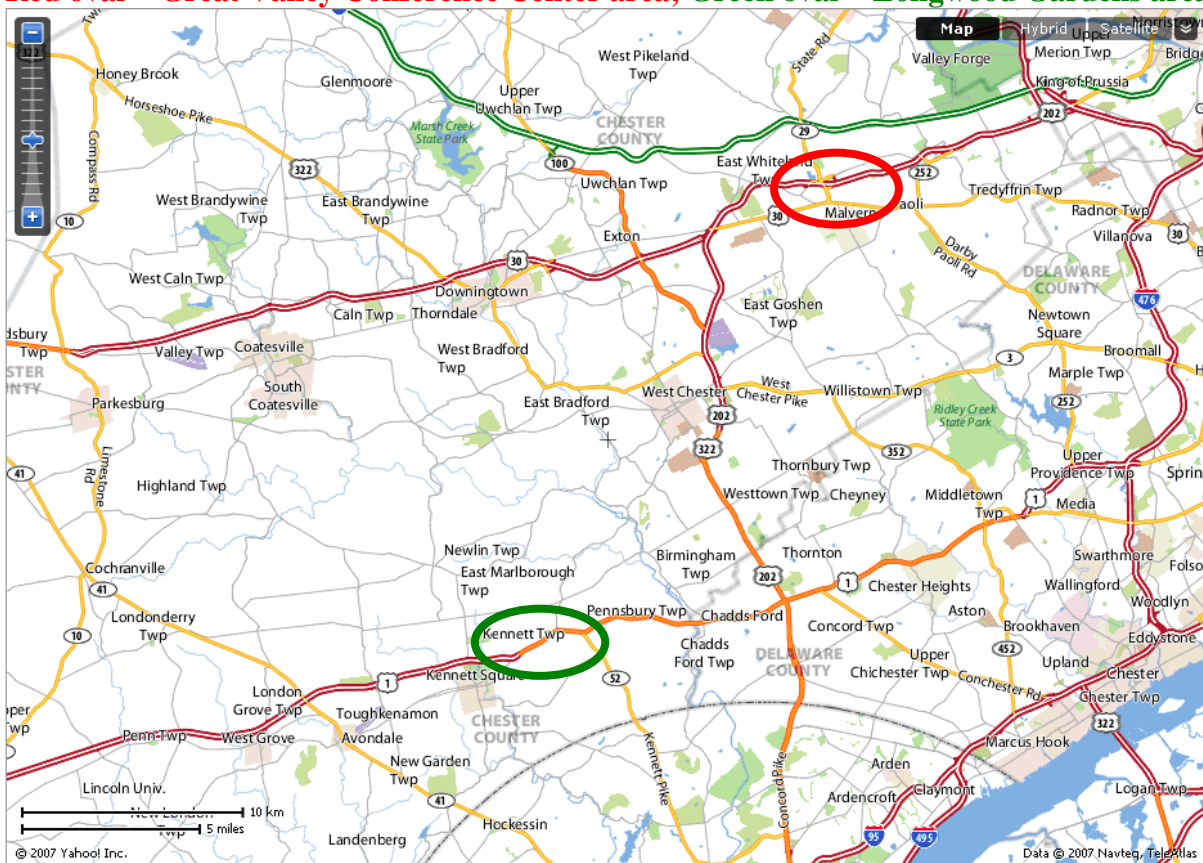 Red oval = Great Valley Conference Center area; Green oval = Longwood Gardens area
Map
Hybrid
Satellite
322
Honey Brook
Horseshoe Pike
Glenmoore
West Pikeland
Twp
State Rd
Upper
Merion Twp
Norristown
Valley Forge
King of Prussia
202
Compass Rd
Upper
Uwchlan Twp
Marsh Creek
State Park
CHESTER
COUNTY
29
100
322
East Whiteland
Twp
252
Uwchlan Twp
Tredyffrin Twp
Malvern
Paoli
30
Radnor Twp
30
Villanova
West Brandywine
Twp
East Brandywine
Twp
10
Exton
Darby
Paoli Rd
30
West Caln Twp
Downingtown
DELAWARE
COUNTY
476
East Goshen
Twp
Caln Twp
Thorndale
Newtown
Square
Twp
Valley Twp
Coatesville
West Bradford
Twp
3
Broomall
South
Coatesville
Marple Twp
West Chester
West
Chester Pike
Willistown Twp
Parkesburg
East Bradford
Twp
252
202
Ridley Creek
State Park
322
352
Limestone
Rd
41
Highland Twp
Thornbury Twp
Upper
Providence Twp
Westtown Twp
Cheyney
Middletown
Twp
1
Media
Newlin Twp
Birmingham
Twp
Thornton
Swarthmore
Cochranville
East Marlborough
Twp
202
1
Chester Heights
Wallingford
41
Woodlyn
Londonderry
Twp
Pennsbury Twp
Chadds Ford
Aston
10
Kennett Twp
Concord Twp
Brookhaven
Eddystone
Chadds
Ford Twp
DELAWARE
COUNTY
Upper
Chichester Twp
452
Upland
Chester
Kennett Square
52
1
Conchester Rd
Chester Twp
London
Grove Twp
Toughkenamon
CHESTER
COUNTY
322
Penn Twp
West Grove
Avondale
Marcus Hook
Kennett Pike
Concord Pike
New Garden
Twp
Arden
Lincoln Univ.
Claymont
Logan Twp
41
Ardencroft
10 km
New London
Twp
5 miles
Hockessin
Landenberg
95
495
© 2007 Yahoo! Inc.
Data © 2007 Navteq, TeleAtlas